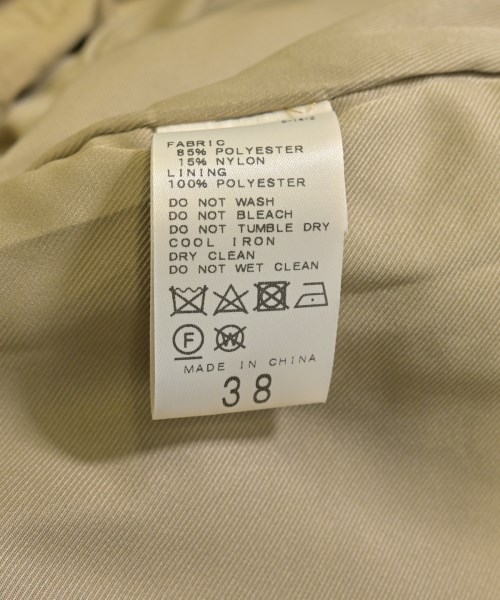 FABRIC
85% POLYESTER
15% NYLON
LINING
100% POLYESTER
DO NOT WASH
DO NOT BLEACH
DO NOT TUMBLE DRY
COOL IRON
DRY CLEAN
DO NOT WET CLEAN
F W
MADE IN CHINA
38